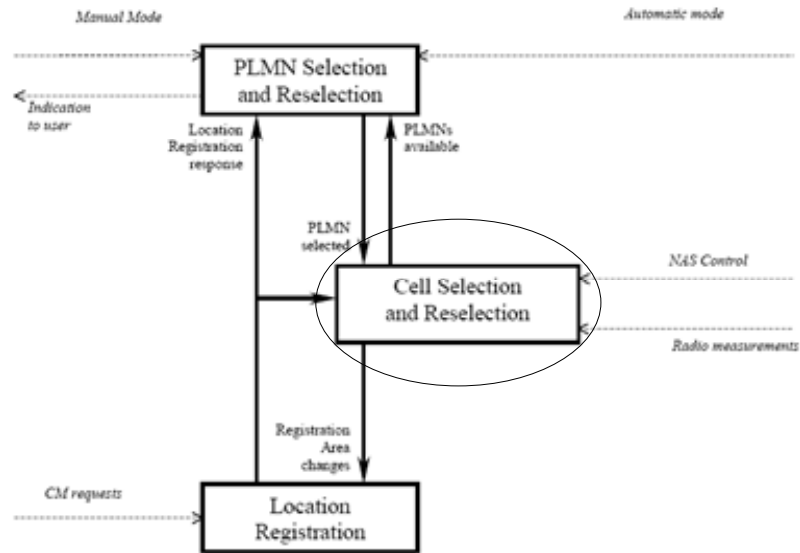 Manual Mode
Automatic mode
PLMN Selection
and Reselection
Indication
to user
Location
Registration
response
PLMNs
available
PLMN
selected
Cell Selection
and Reselection
NAS Control
Radio measurements
Registration
Area
changes
CM requests
Location
Registration